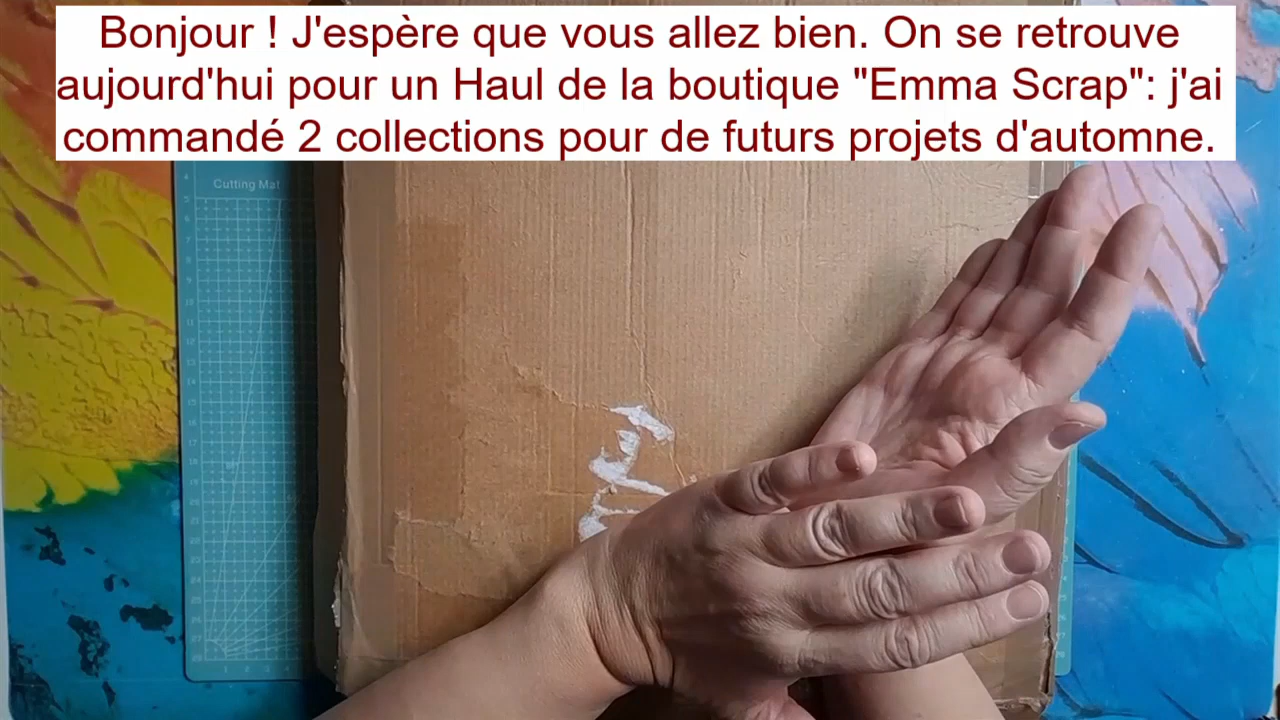 Bonjour ! J'espère que vous allez bien. On se retrouve
aujourd'hui pour un Haul de la boutique "Emma Scrap": j'ai
commandé 2 collections pour de futurs projets d'automne.
Cutting Mat